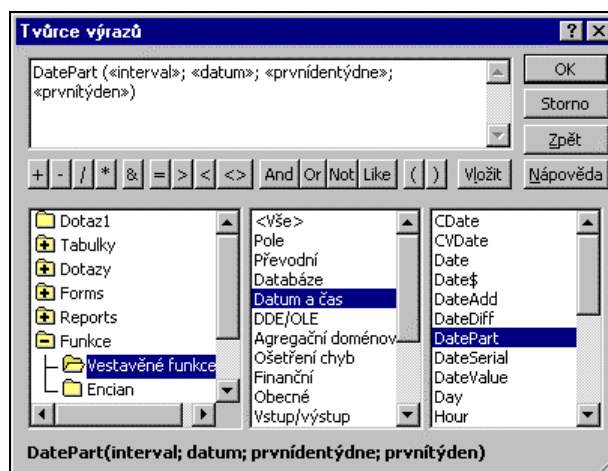 Tvůrce výrazů
DatePart («interval»; «datum»; «prvnídentýdne»;
«prvnítýden»)
OK
Storno
Zpět
+ - / * & = > < <> And Or Not Like ( ) Vložit Nápověda
Dotaz1
Tabulky
Dotazy
Forms
Reports
Funkce
Vestavěné funkce
Encian
<Vše>
Pole
Převodní
Databáze
Datum a čas
DDE/OLE
Agregační doménov
Ošetření chyb
Finanční
Obecné
Vstup/výstup
CDate
CVDate
Date
Date$
DateAdd
DateDiff
DatePart
DateSerial
DateValue
Day
Hour
DatePart(interval; datum; prvnídentýdne; prvnítýden)